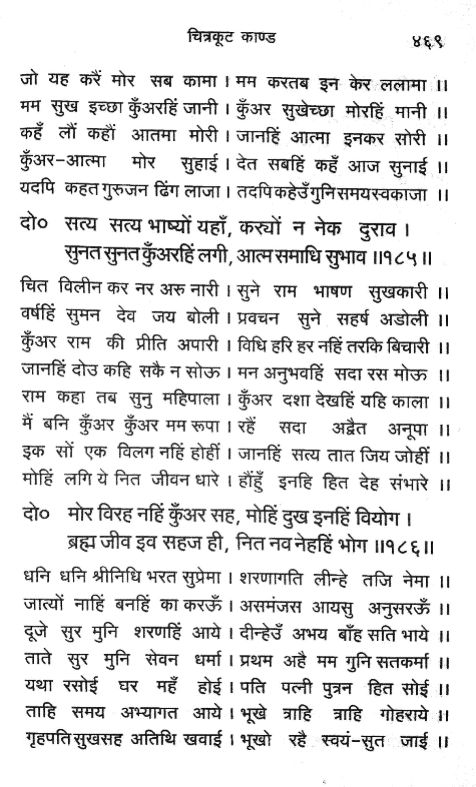 चित्रकूट काण्ड ४६९
जो यह करैं मोर सब कामा । मम करतब इन केर ललामा ।।
मम सुख इच्छा कुँअरहिं जानी । कुँअर सुखेच्छा मोरहिं मानी ।।
कहँ लौं कहौं आतमा मोरी । जानहिं आत्मा इनकर सोरी ।।
कुँअर-आत्मा मोर सुहाई । देत सबहिं कहँ आज सुनाई ।।
यदपि कहत गुरुजन ढिंग लाजा । तदपि कहेउँ गुनि समय स्वकाजा ।।
दो० सत्य सत्य भाष्यों यहाँ, कर्‌यों न नेक दुराव ।
सुनत सुनत कुँअरहिं लगी, आत्म समाधि सुभाव ।।१८५।।
चित विलीन कर नर अरु नारी । सुने राम भाषण सुखकारी ।।
वर्षहिं सुमन देव जय बोली । प्रवचन सुने सहर्ष अडोली ।।
कुँअर राम की प्रीति अपारी । विधि हरि हर नहिं तरकि बिचारी ।।
जानहिं दोउ कहि सकै न सोऊ । मन अनुभवहिं सदा रस मोऊ ।।
राम कहा तब सुनु महिपाला । कुँअर दशा देखहिं यहि काला ।।
मैं बनि कुँअर कुँअर मम रूपा । रहैं सदा अद्वैत अनूपा ।।
इक सों एक विलग नहिं होहीं । जानहिं सत्य तात जिय जोहीं ।।
मोहिं लगि ये नित जीवन धारे । हौंहुँ इनहि हित देह संभारे ।।
दो० मोर विरह नहिं कुँअर सह, मोहिं दुख इनहिं वियोग ।
ब्रह्म जीव इव सहज ही, नित नव नेहहिं भोग ।।१८६।।
धनि धनि श्रीनिधि भरत सुप्रेमा । शरणागति लीन्हे तजि नेमा ।।
जात्यों नाहिं बनहिं का करऊँ । असमंजस आयसु अनुसरऊँ ।।
दूजे सुर मुनि शरणहिं आये । दीन्हेउँ अभय बाँह सति भाये ।।
ताते सुर मुनि सेवन धर्मा । प्रथम अहै मम गुनि सतकर्मा ।।
यथा रसोई घर महँ होई । पति पत्नी पुत्रन हित सोई ।।
ताहि समय अभ्यागत आये । भूखे त्राहि त्राहि गोहराये ।।
गृहपति सुख सह अतिथि खवाई । भूखो रहै स्वयं-सुत जाई ।।